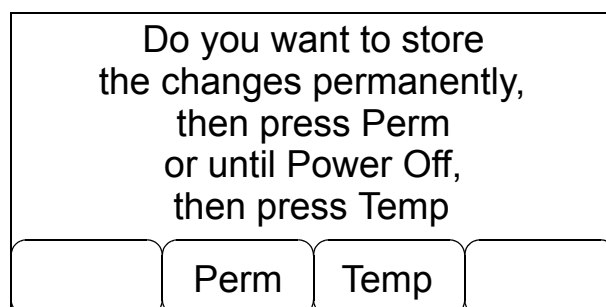 Do you want to store
the changes permanently,
then press Perm
or until Power Off,
then press Temp
Perm Temp